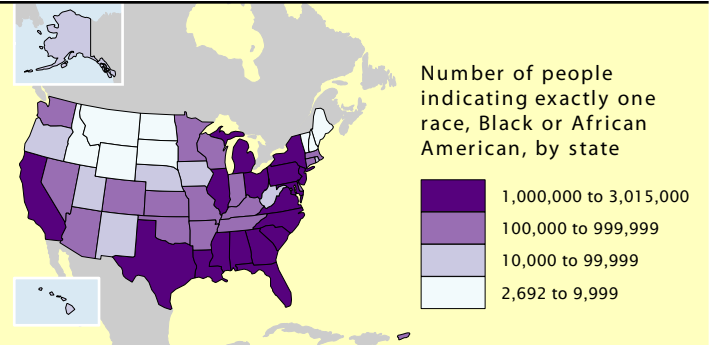 Number of people
indicating exactly one
race, Black or African
American, by state
1,000,000 to 3,015,000
100,000 to 999,999
10,000 to 99,999
2,692 to 9,999